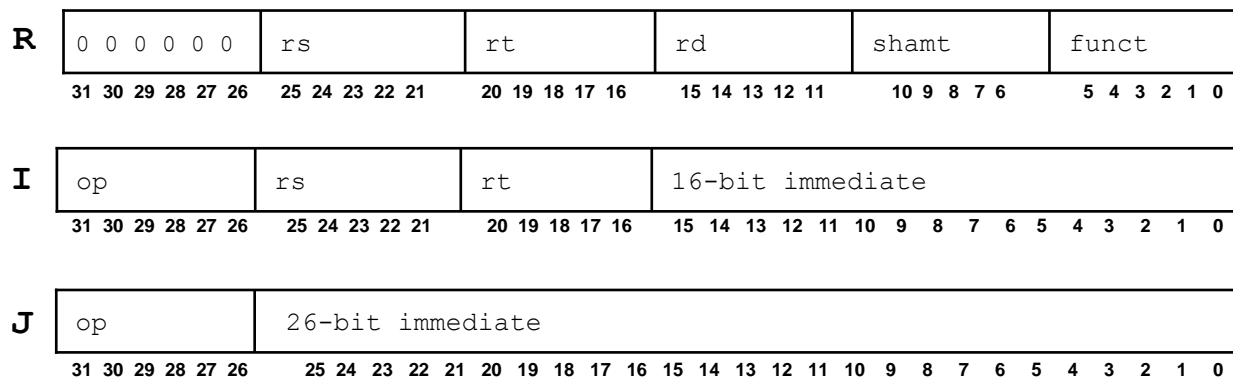 R 0 0 0 0 0 0 rs rt rd shamt funct
31 30 29 28 27 26 25 24 23 22 21 20 19 18 17 16 15 14 13 12 11 10 9 8 7 6 5 4 3 2 1 0
I op rs rt 16-bit immediate
31 30 29 28 27 26 25 24 23 22 21 20 19 18 17 16 15 14 13 12 11 10 9 8 7 6 5 4 3 2 1 0
J op 26-bit immediate
31 30 29 28 27 26 25 24 23 22 21 20 19 18 17 16 15 14 13 12 11 10 9 8 7 6 5 4 3 2 1 0